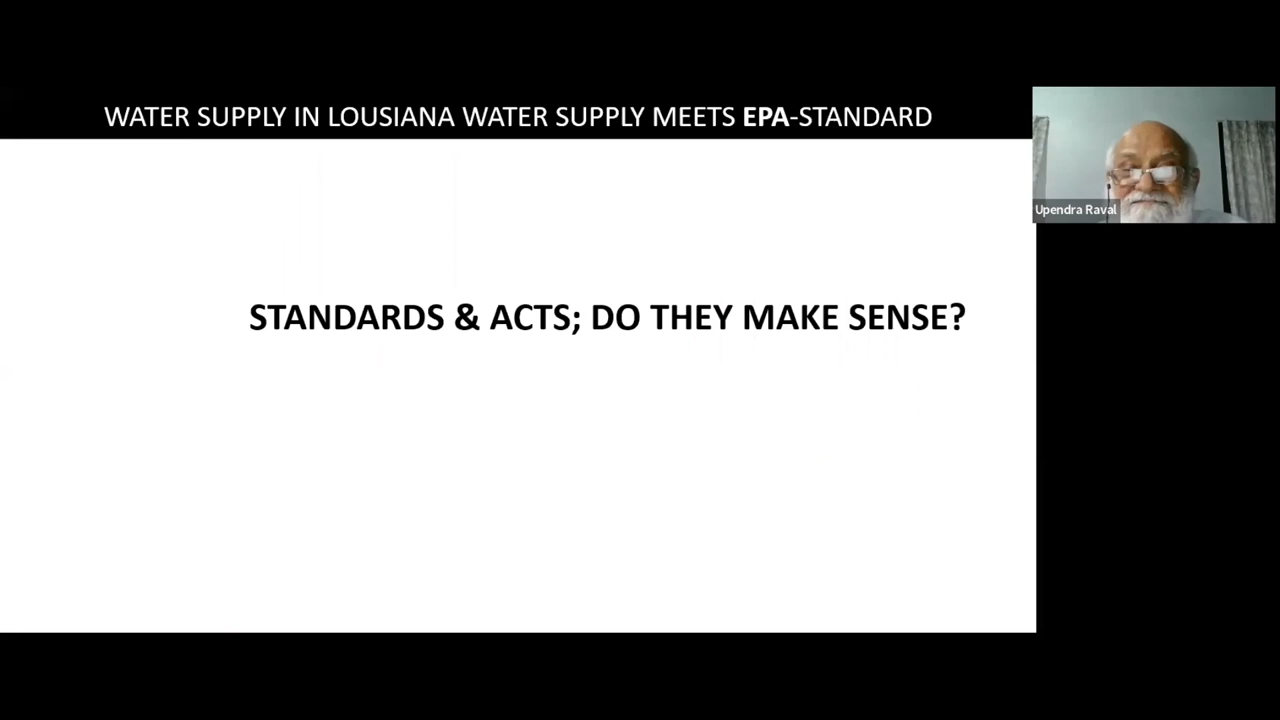 WATER SUPPLY IN LOUSIANA WATER SUPPLY MEETS EPA-STANDARD
Upendra Raval
STANDARDS & ACTS; DO THEY MAKE SENSE?